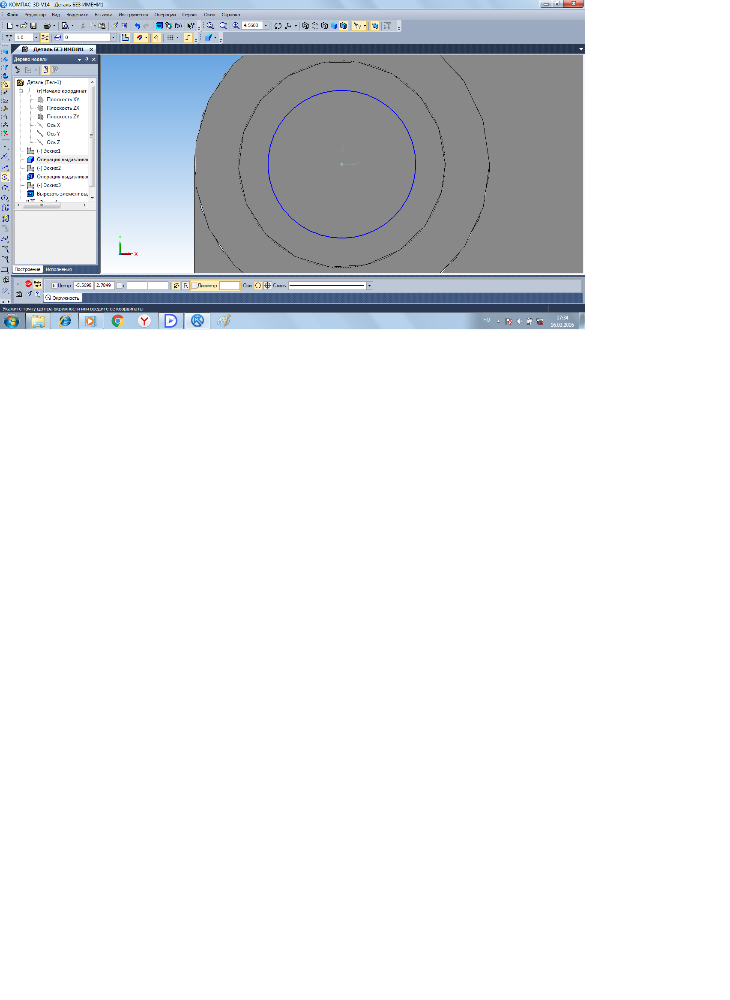 КОМПАС-3D V14 - Деталь БЕЗ ИМЕНИ1
Файл Редактор Вид Выделить Вставка Инструменты Операции Сервис Окно Справка
4.5603
1.0 0
Деталь БЕЗ ИМЕНИ1
Дерево модели
Деталь (Тел-1)
(т)Начало координат
Плоскость XY
Плоскость ZX
Плоскость ZY
Ось X
Ось Y
Ось Z
(-) Эскиз:1
Операция выдавливан
(-) Эскиз:2
Операция выдавливан
(-) Эскиз:3
Вырезать элемент выд
Y
X
Построение Исполнения
STOP Auto Центр -5.5698 2.7849 т R Диаметр Оси Стиль
Окружность
Укажите точку центра окружности или введите ее координаты
RU 17:34
16.03.2016